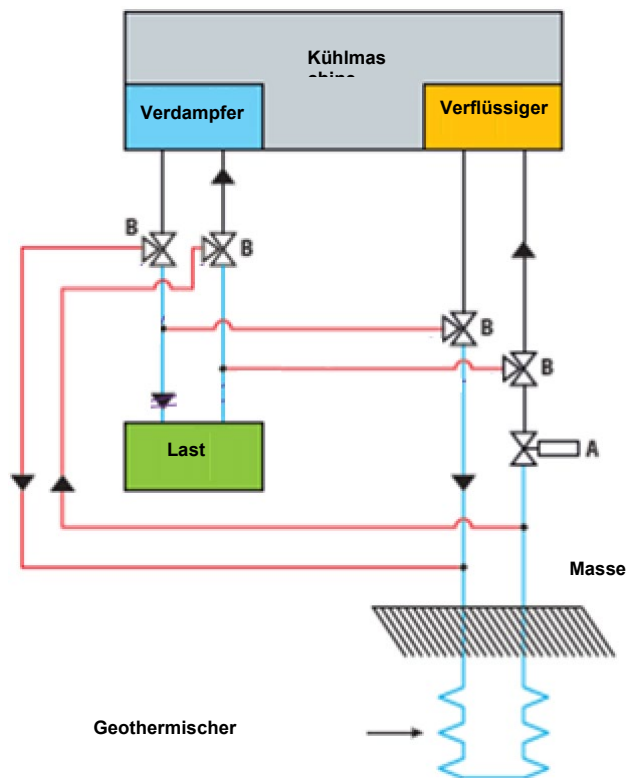 Kühlmas
Verdampfer
Verflüssiger
B
B
B
B
A
Last
Masse
Geothermischer